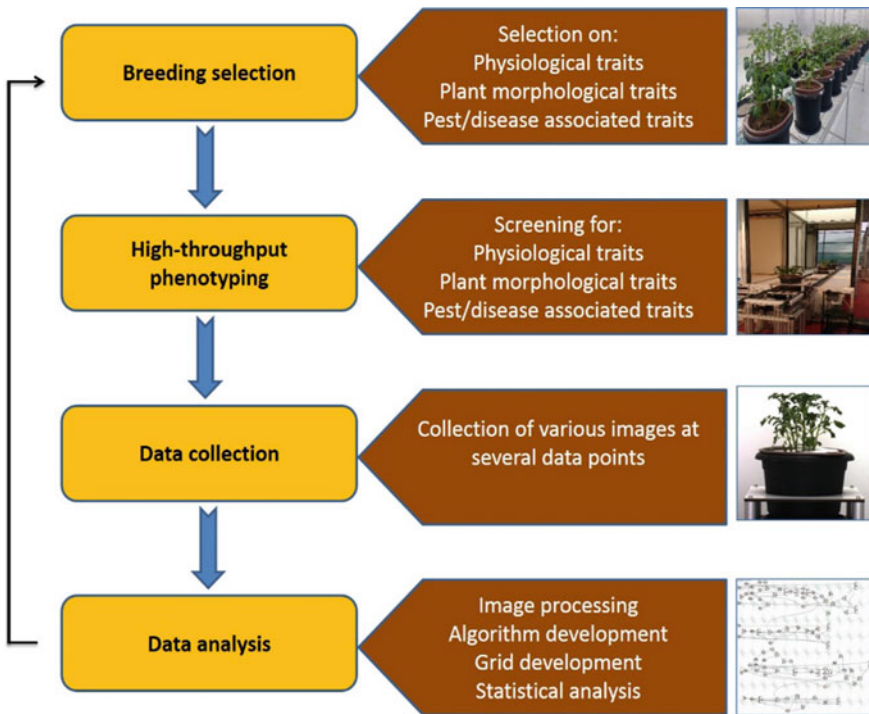 Breeding selection
Selection on:
Physiological traits
Plant morphological traits
Pest/disease associated traits
High-throughput
phenotyping
Screening for:
Physiological traits
Plant morphological traits
Pest/disease associated traits
Data collection
Collection of various images at
several data points
Data analysis
Image processing
Algorithm development
Grid development
Statistical analysis